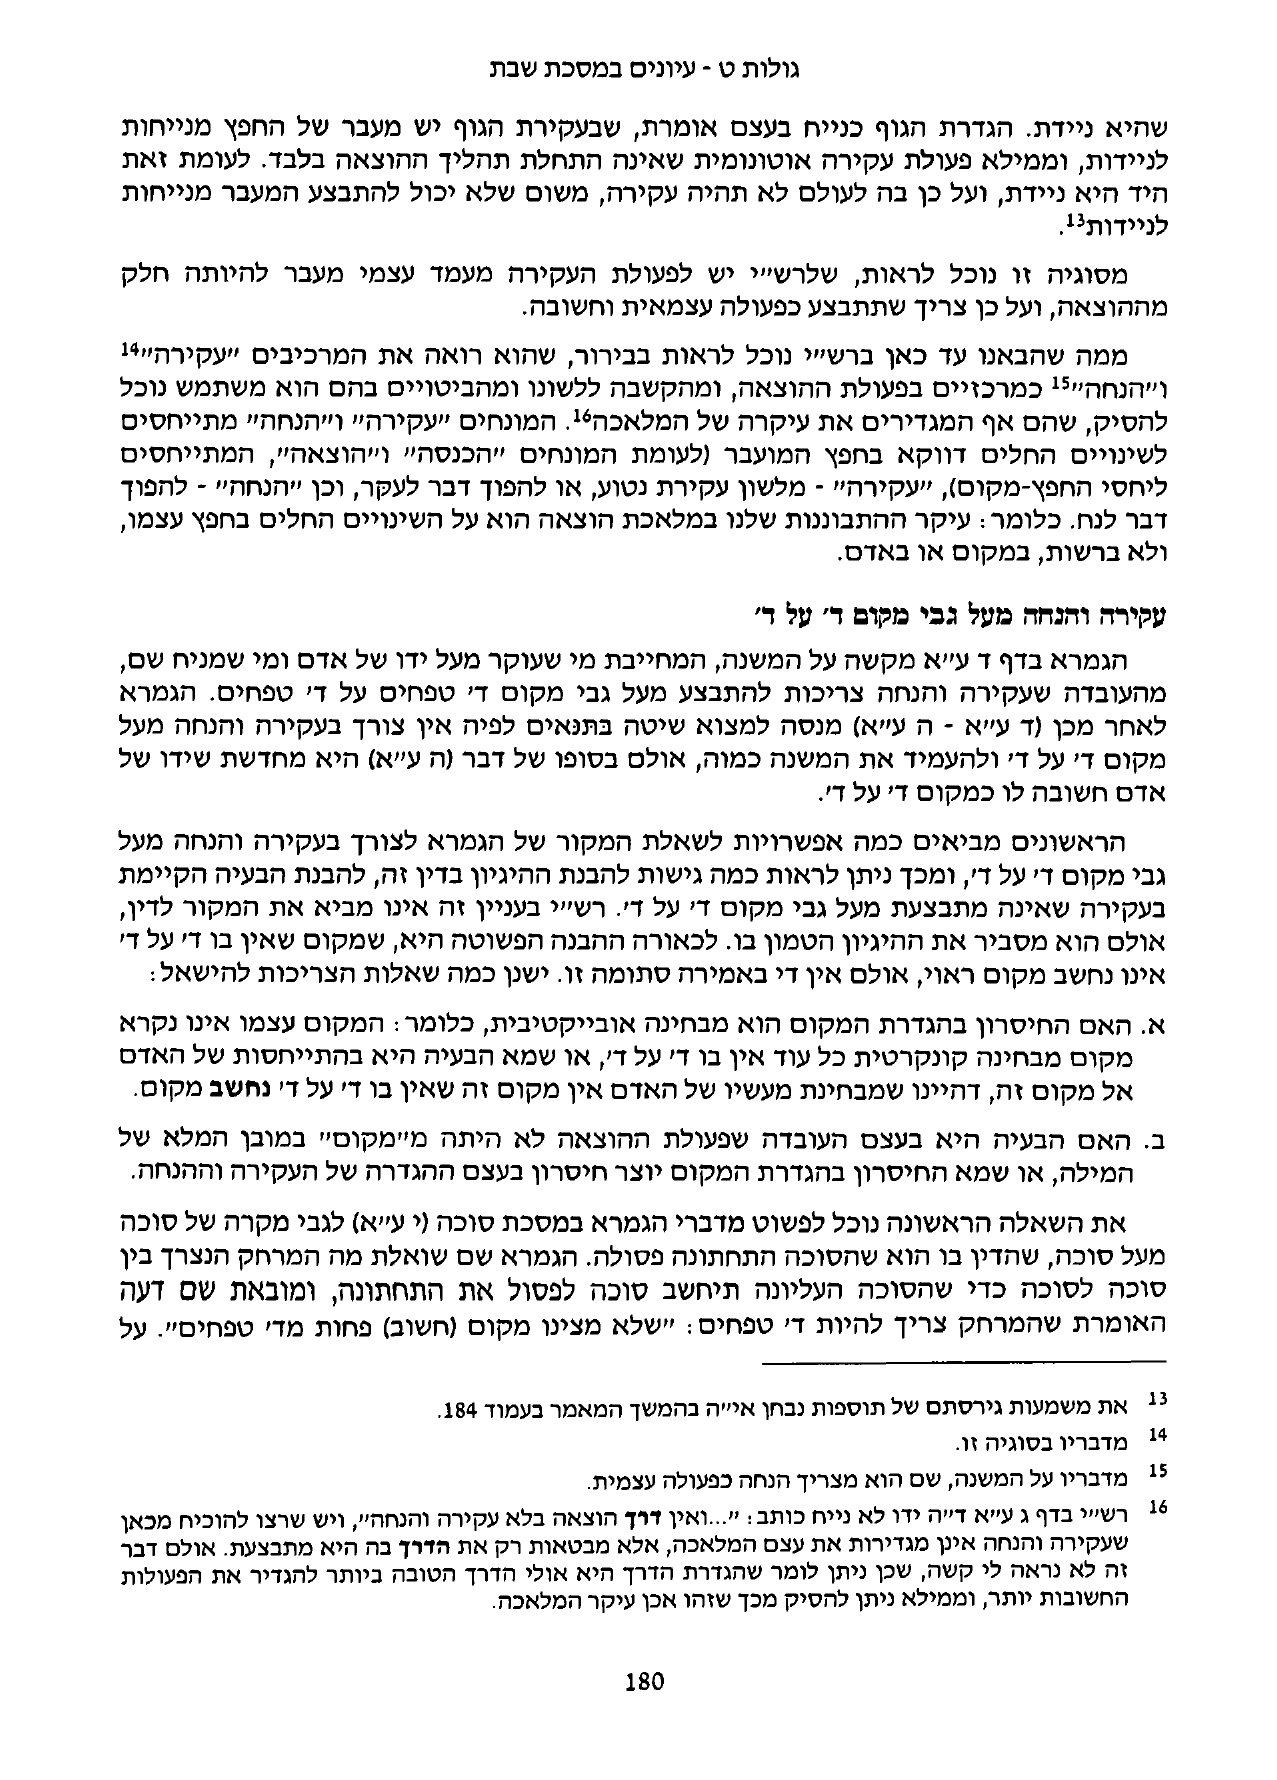 גולות ט - עיונים במסכת שבת
שהיא ניידת. הגדרת הגוף כנייח בעצם אומרת, שבעקירת הגוף יש מעבר של החפץ מנייחות
לניידות, וממילא פעולת עקירה אוטונומית שאינה התחלת תהליך ההוצאה בלבד. לעומת זאת
היד היא ניידת, ועל כן בה לעולם לא תהיה עקירה, משום שלא יכול להתבצע המעבר מנייחות
לניידות13.
מסוגיה זו נוכל לראות, שלרש״י יש לפעולת העקירה מעמד עצמי מעבר להיותה חלק
מההוצאה, ועל כן צריך שתתבצע כפעולה עצמאית וחשובה.
ממה שהבאנו עד כאן ברש״י נוכל לראות בבירור, שהוא רואה את המרכיבים ״עקירה״14
ו״הנחה״15 כמרכזיים בפעולת ההוצאה, ומהקשבה ללשונו ומהביטויים בהם הוא משתמש נוכל
להסיק, שהם אף המגדירים את עיקרה של המלאכה16. המונחים ״עקירה״ ו״הנחה״ מתייחסים
לשינויים החלים דווקא בחפץ המועבר (לעומת המונחים ״הכנסה״ ו״הוצאה״, המתייחסים
ליחסי החפץ-מקום), ״עקירה״ - מלשון עקירת נטוע, או להפוך דבר לעקר, וכן ״הנחה״ - להפוך
דבר לנח. כלומר: עיקר ההתבוננות שלנו במלאכת הוצאה הוא על השינויים החלים בחפץ עצמו,
ולא ברשות, במקום או באדם.
עקירה והנחה מעל גבי מקום ד׳ על ד׳
הגמרא בדף ד ע״א מקשה על המשנה, המחייבת מי שעוקר מעל ידו של אדם ומי שמניח שם,
מהעובדה שעקירה והנחה צריכות להתבצע מעל גבי מקום ד׳ טפחים על ד׳ טפחים. הגמרא
לאחר מכן (ד ע״א - ה ע״א) מנסה למצוא שיטה בתנאים לפיה אין צורך בעקירה והנחה מעל
מקום ד׳ על ד׳ ולהעמיד את המשנה כמוה, אולם בסופו של דבר (ה ע״א) היא מחדשת שידו של
אדם חשובה לו כמקום ד׳ על ד׳.
הראשונים מביאים כמה אפשרויות לשאלת המקור של הגמרא לצורך בעקירה והנחה מעל
גבי מקום ד׳ על ד׳, ומכך ניתן לראות כמה גישות להבנת ההיגיון בדין זה, להבנת הבעיה הקיימת
בעקירה שאינה מתבצעת מעל גבי מקום ד׳ על ד׳. רש״י בעניין זה אינו מביא את המקור לדין,
אולם הוא מסביר את ההיגיון הטמון בו. לכאורה ההבנה הפשוטה היא, שמקום שאין בו ד׳ על ד׳
אינו נחשב מקום ראוי, אולם אין די באמירה סתומה זו. ישנן כמה שאלות הצריכות להישאל:
א. האם החיסרון בהגדרת המקום הוא מבחינה אובייקטיבית, כלומר: המקום עצמו אינו נקרא
מקום מבחינה קונקרטית כל עוד אין בו ד׳ על ד׳, או שמא הבעיה היא בהתייחסות של האדם
אל מקום זה, דהיינו שמבחינת מעשיו של האדם אין מקום זה שאין בו ד׳ על ד׳ נחשב מקום.
ב. האם הבעיה היא בעצם העובדה שפעולת ההוצאה לא היתה מ״מקום״ במובן המלא של
המילה, או שמא החיסרון בהגדרת המקום יוצר חיסרון בעצם ההגדרה של העקירה וההנחה.
את השאלה הראשונה נוכל לפשוט מדברי הגמרא במסכת סוכה (י ע״א) לגבי מקרה של סוכה
מעל סוכה, שהדין בו הוא שהסוכה התחתונה פסולה. הגמרא שם שואלת מה המרחק הנצרך בין
סוכה לסוכה כדי שהסוכה העליונה תיחשב סוכה לפסול את התחתונה, ומובאת שם דעה
האומרת שהמרחק צריך להיות ד׳ טפחים: ״שלא מצינו מקום (חשוב) פחות מד׳ טפחים״. על
13 את משמעות גירסתם של תוספות נבחן אי״ה בהמשך המאמר בעמוד 184.
14 מדבריו בסוגיה זו.
15 מדבריו על המשנה, שם הוא מצריך הנחה כפעולה עצמית.
16 רש״י בדף ג ע״א ד״ה ידו לא נייח כותב: ״...ואין דרך הוצאה בלא עקירה והנחה״, ויש שרצו להוכיח מכאן
שעקירה והנחה אינן מגדירות את עצם המלאכה, אלא מבטאות רק את הדרך בה היא מתבצעת. אולם דבר
זה לא נראה לי קשה, שכן ניתן לומר שהגדרת הדרך היא אולי הדרך הטובה ביותר להגדיר את הפעולות
החשובות יותר, וממילא ניתן להסיק מכך שזהו אכן עיקר המלאכה.
180